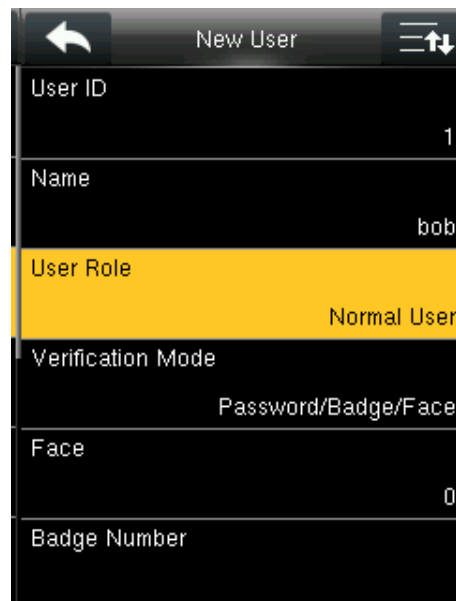 New User
User ID
1
Name
bob
User Role
Normal User
Verification Mode
Password/Badge/Face
Face
0
Badge Number